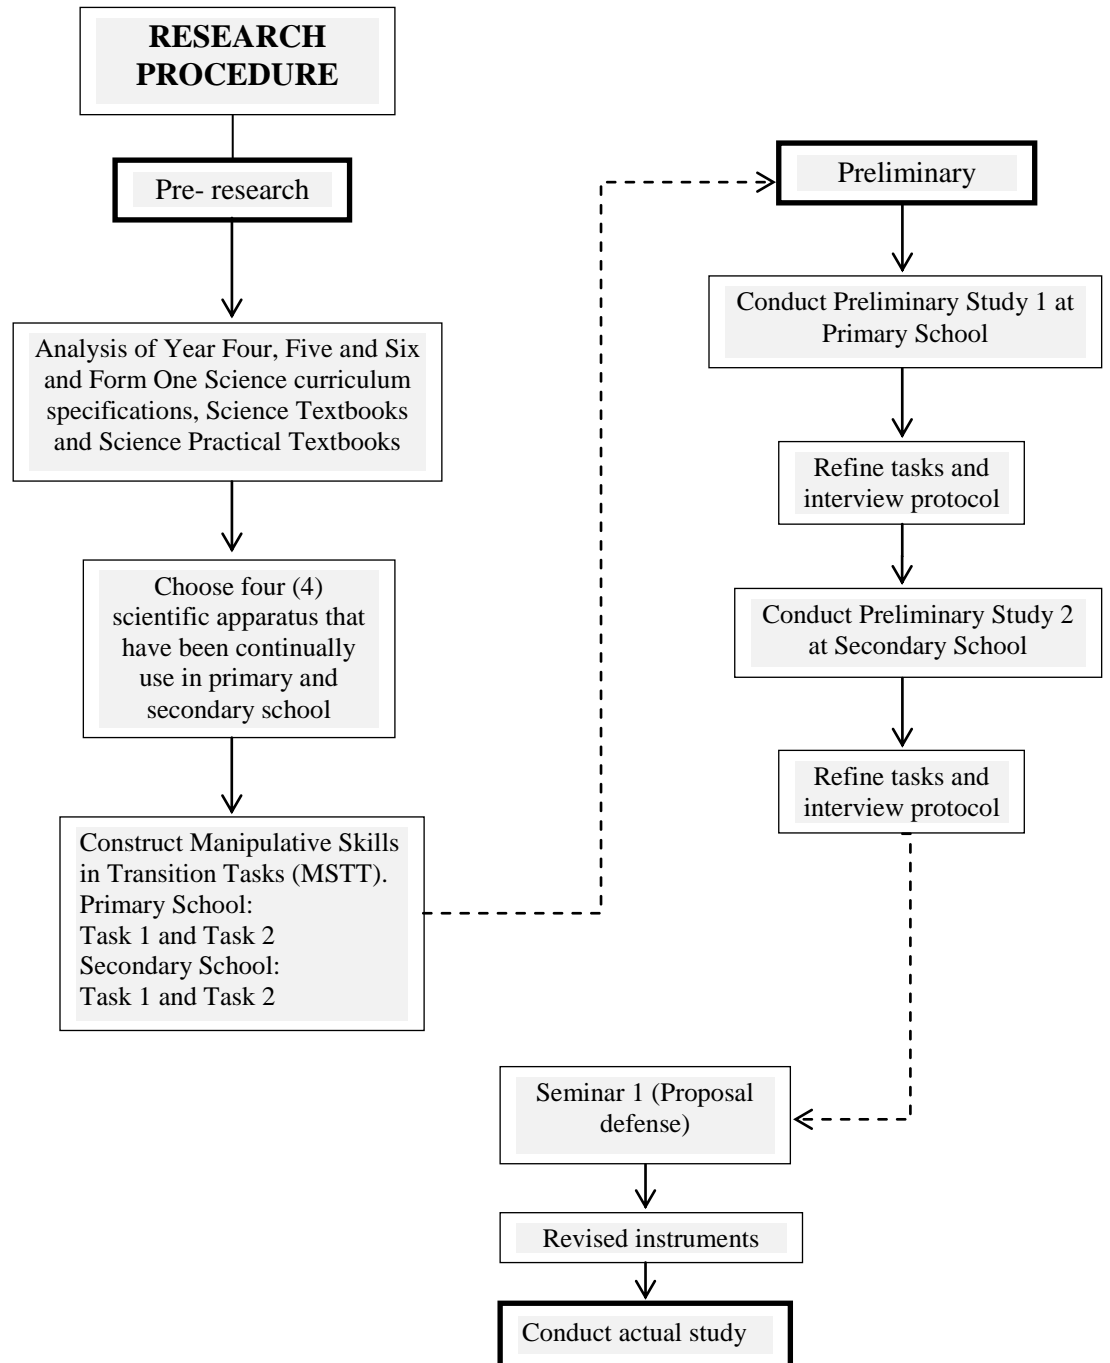 RESEARCH
PROCEDURE
Pre- research
Analysis of Year Four, Five and Six
and Form One Science curriculum
specifications, Science Textbooks
and Science Practical Textbooks
Choose four (4)
scientific apparatus that
have been continually
use in primary and
secondary school
Construct Manipulative Skills
in Transition Tasks (MSTT).
Primary School:
Task 1 and Task 2
Secondary School:
Task 1 and Task 2
Preliminary
Conduct Preliminary Study 1 at
Primary School
Refine tasks and
interview protocol
Conduct Preliminary Study 2
at Secondary School
Refine tasks and
interview protocol
Seminar 1 (Proposal
defense)
Revised instruments
Conduct actual study